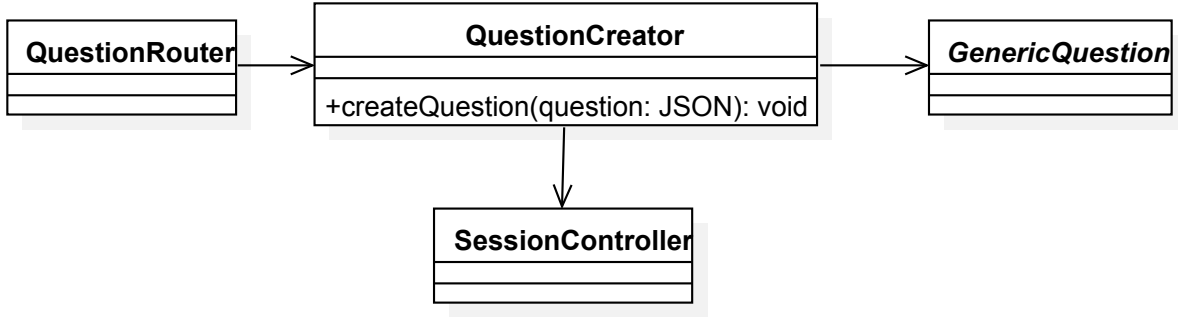 QuestionRouter
QuestionCreator
+createQuestion(question: JSON): void
GenericQuestion
SessionController